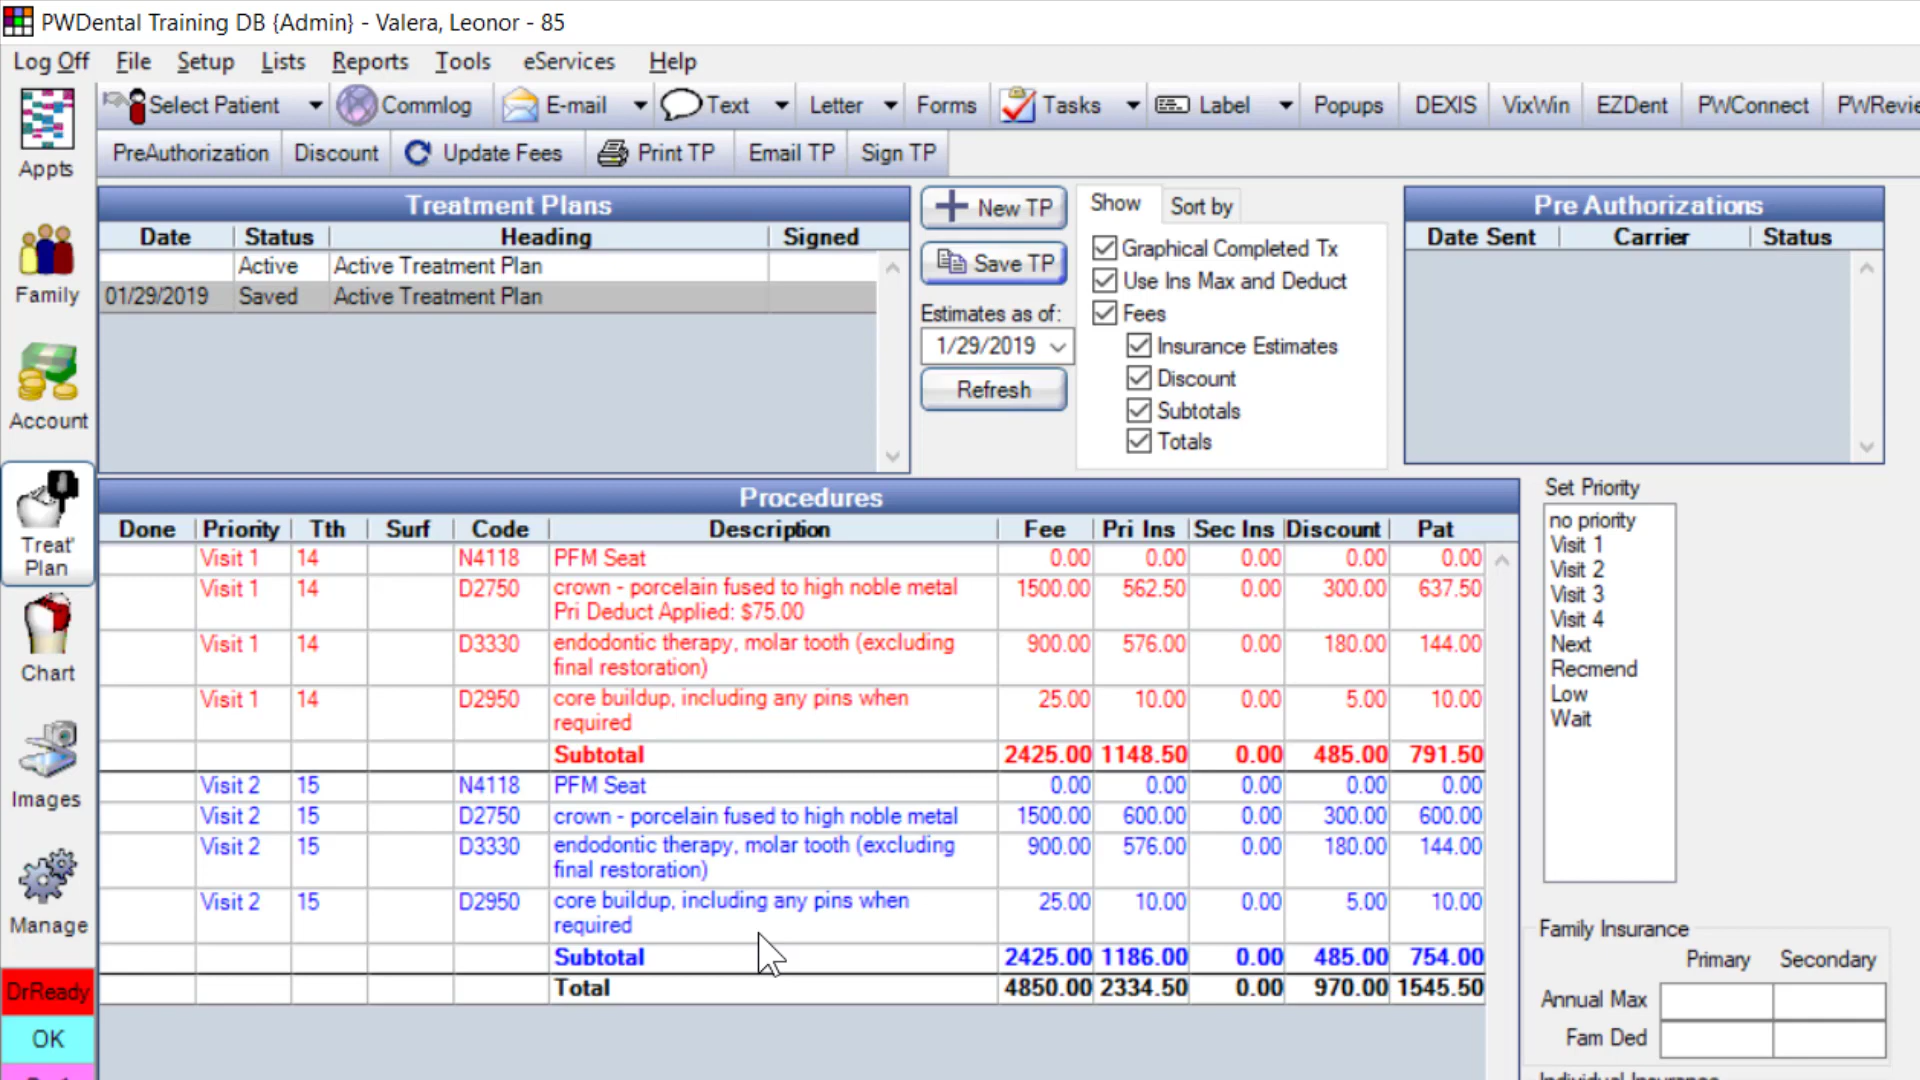 PWDental Training DB {Admin} - Valera, Leonor - 85
Log Off File Setup Lists Reports Tools eServices Help
Select Patient Commlog E-mail Text Letter Forms Tasks Label Popups DEXIS VixWin EZDent PWConnect PWRevie
PreAuthorization Discount Update Fees Print TP Email TP Sign TP
Appts
Family
Account
Treat' Plan
Chart
Images
Manage
DrReady
OK
Treatment Plans
Date Status Heading Signed
Active Active Treatment Plan
01/29/2019 Saved Active Treatment Plan
New TP
Save TP
Estimates as of:
1/29/2019
Refresh
Show Sort by
Graphical Completed Tx
Use Ins Max and Deduct
Fees
Insurance Estimates
Discount
Subtotals
Totals
Pre Authorizations
Date Sent Carrier Status
Procedures
Done Priority Tth Surf Code Description Fee Pri Ins Sec Ins Discount Pat
Visit 1 14 N4118 PFM Seat 0.00 0.00 0.00 0.00 0.00
Visit 1 14 D2750 crown - porcelain fused to high noble metal 1500.00 562.50 0.00 300.00 637.50
Pri Deduct Applied: $75.00
Visit 1 14 D3330 endodontic therapy, molar tooth (excluding 900.00 576.00 0.00 180.00 144.00
final restoration)
Visit 1 14 D2950 core buildup, including any pins when 25.00 10.00 0.00 5.00 10.00
required
Subtotal 2425.00 1148.50 0.00 485.00 791.50
Visit 2 15 N4118 PFM Seat 0.00 0.00 0.00 0.00 0.00
Visit 2 15 D2750 crown - porcelain fused to high noble metal 1500.00 600.00 0.00 300.00 600.00
Visit 2 15 D3330 endodontic therapy, molar tooth (excluding 900.00 576.00 0.00 180.00 144.00
final restoration)
Visit 2 15 D2950 core buildup, including any pins when 25.00 10.00 0.00 5.00 10.00
required
Subtotal 2425.00 1186.00 0.00 485.00 754.00
Total 4850.00 2334.50 0.00 970.00 1545.50
Set Priority
no priority
Visit 1
Visit 2
Visit 3
Visit 4
Next
Recmend
Low
Wait
Family Insurance
Primary Secondary
Annual Max
Fam Ded